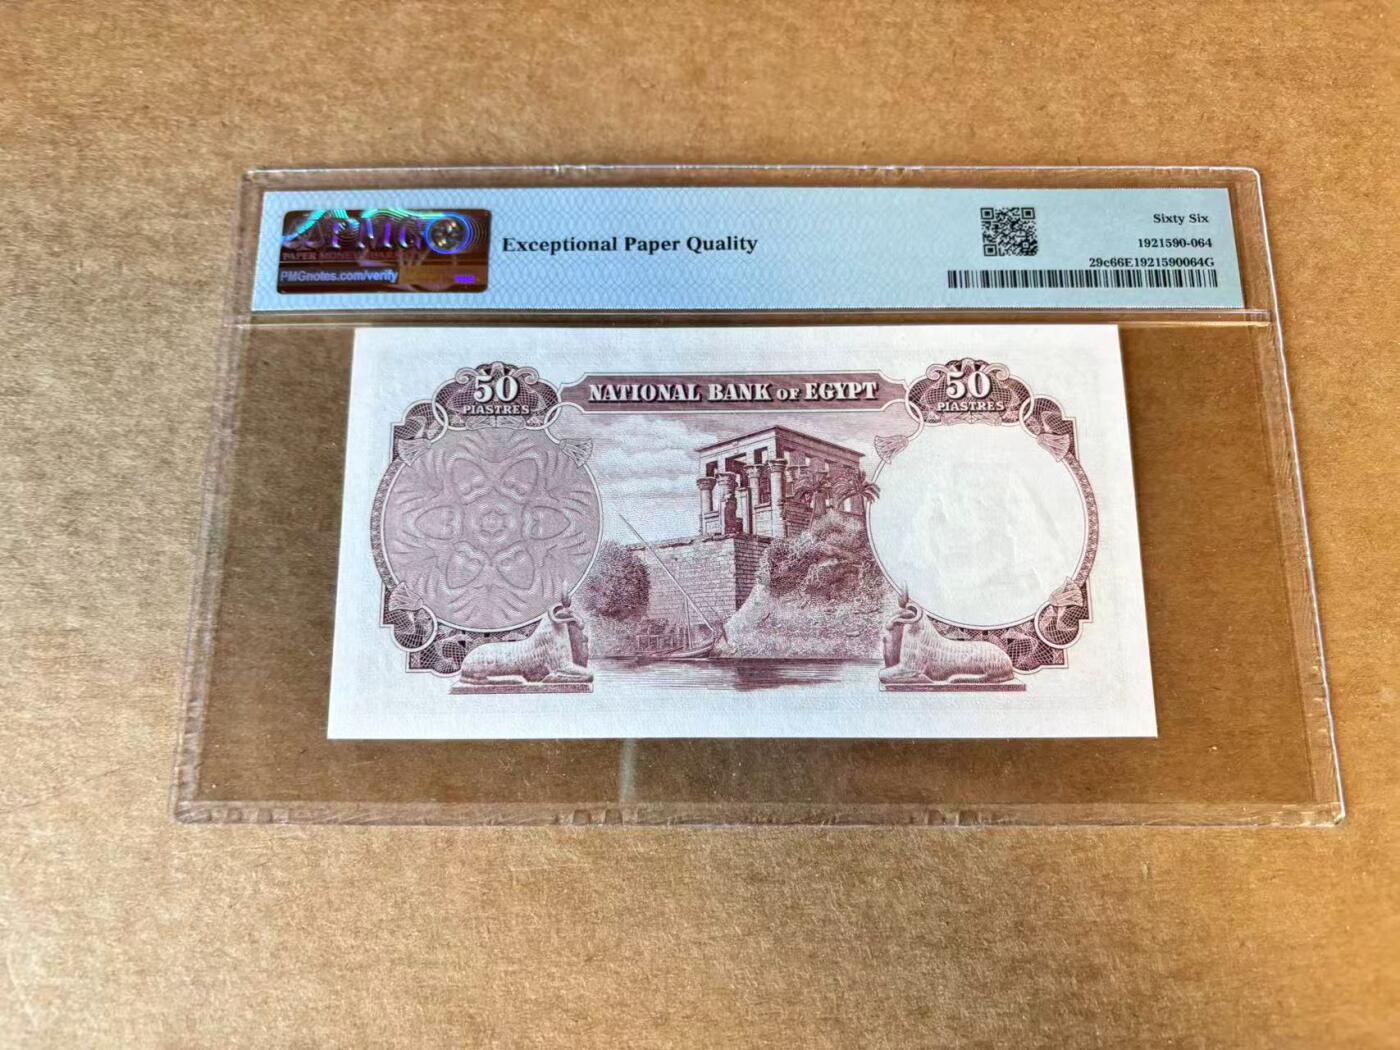 PMG
PAPER MONEY GUARANTY
PMGnotes.com/verify
Exceptional Paper Quality
Sixty Six
1921590-064
29c66E1921590064G
50
PIASTRES
NATIONAL BANK OF EGYPT
50
PIASTRES